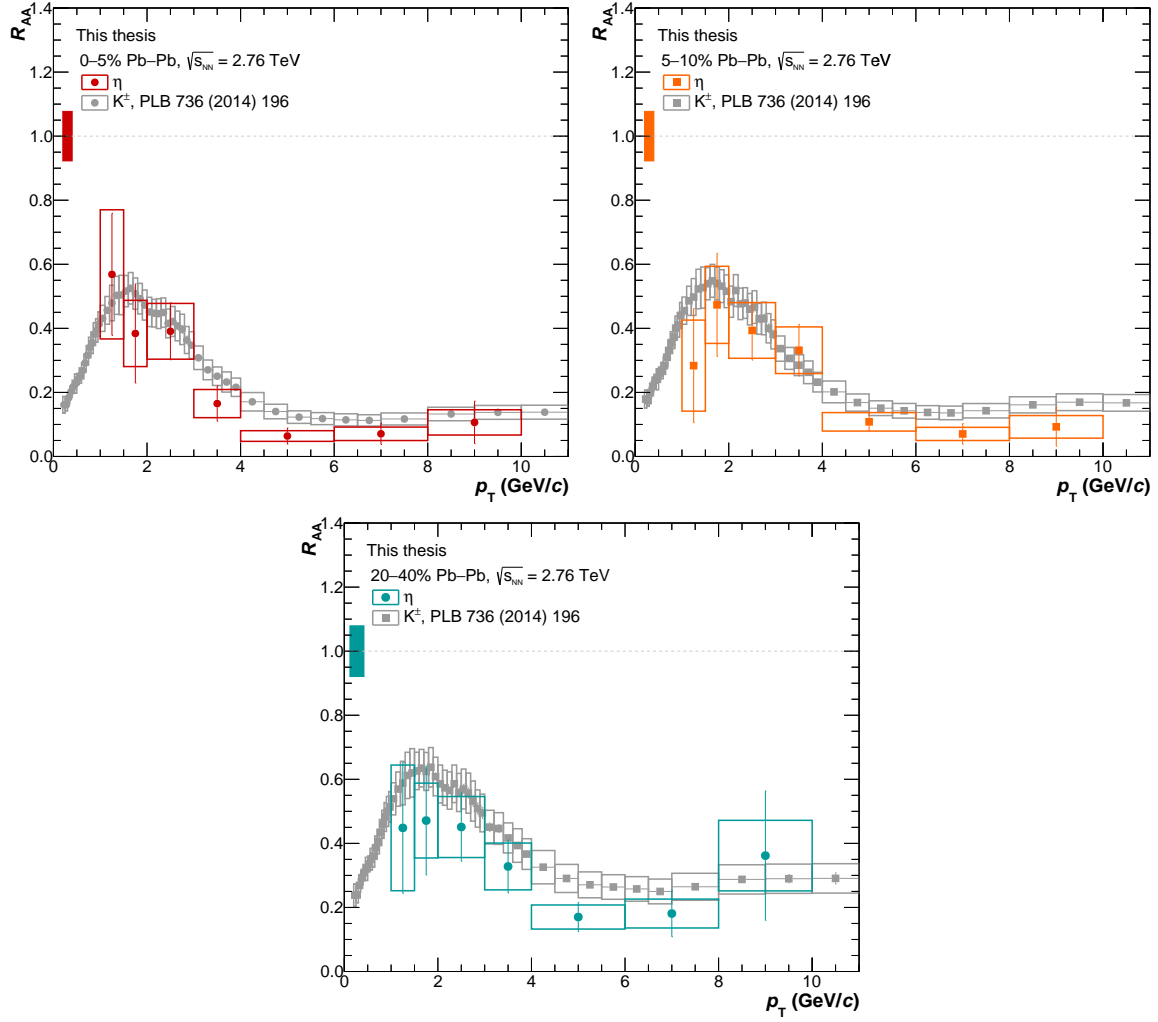 R_AA
1.4
This thesis
0–5% Pb–Pb, √s_NN = 2.76 TeV
η
K±, PLB 736 (2014) 196
1.2
1.0
0.8
0.6
0.4
0.2
0.0
0 2 4 6 8 10
p_T (GeV/c)
R_AA
1.4
This thesis
5–10% Pb–Pb, √s_NN = 2.76 TeV
η
K±, PLB 736 (2014) 196
1.2
1.0
0.8
0.6
0.4
0.2
0.0
0 2 4 6 8 10
p_T (GeV/c)
R_AA
1.4
This thesis
20–40% Pb–Pb, √s_NN = 2.76 TeV
η
K±, PLB 736 (2014) 196
1.2
1.0
0.8
0.6
0.4
0.2
0.0
0 2 4 6 8 10
p_T (GeV/c)